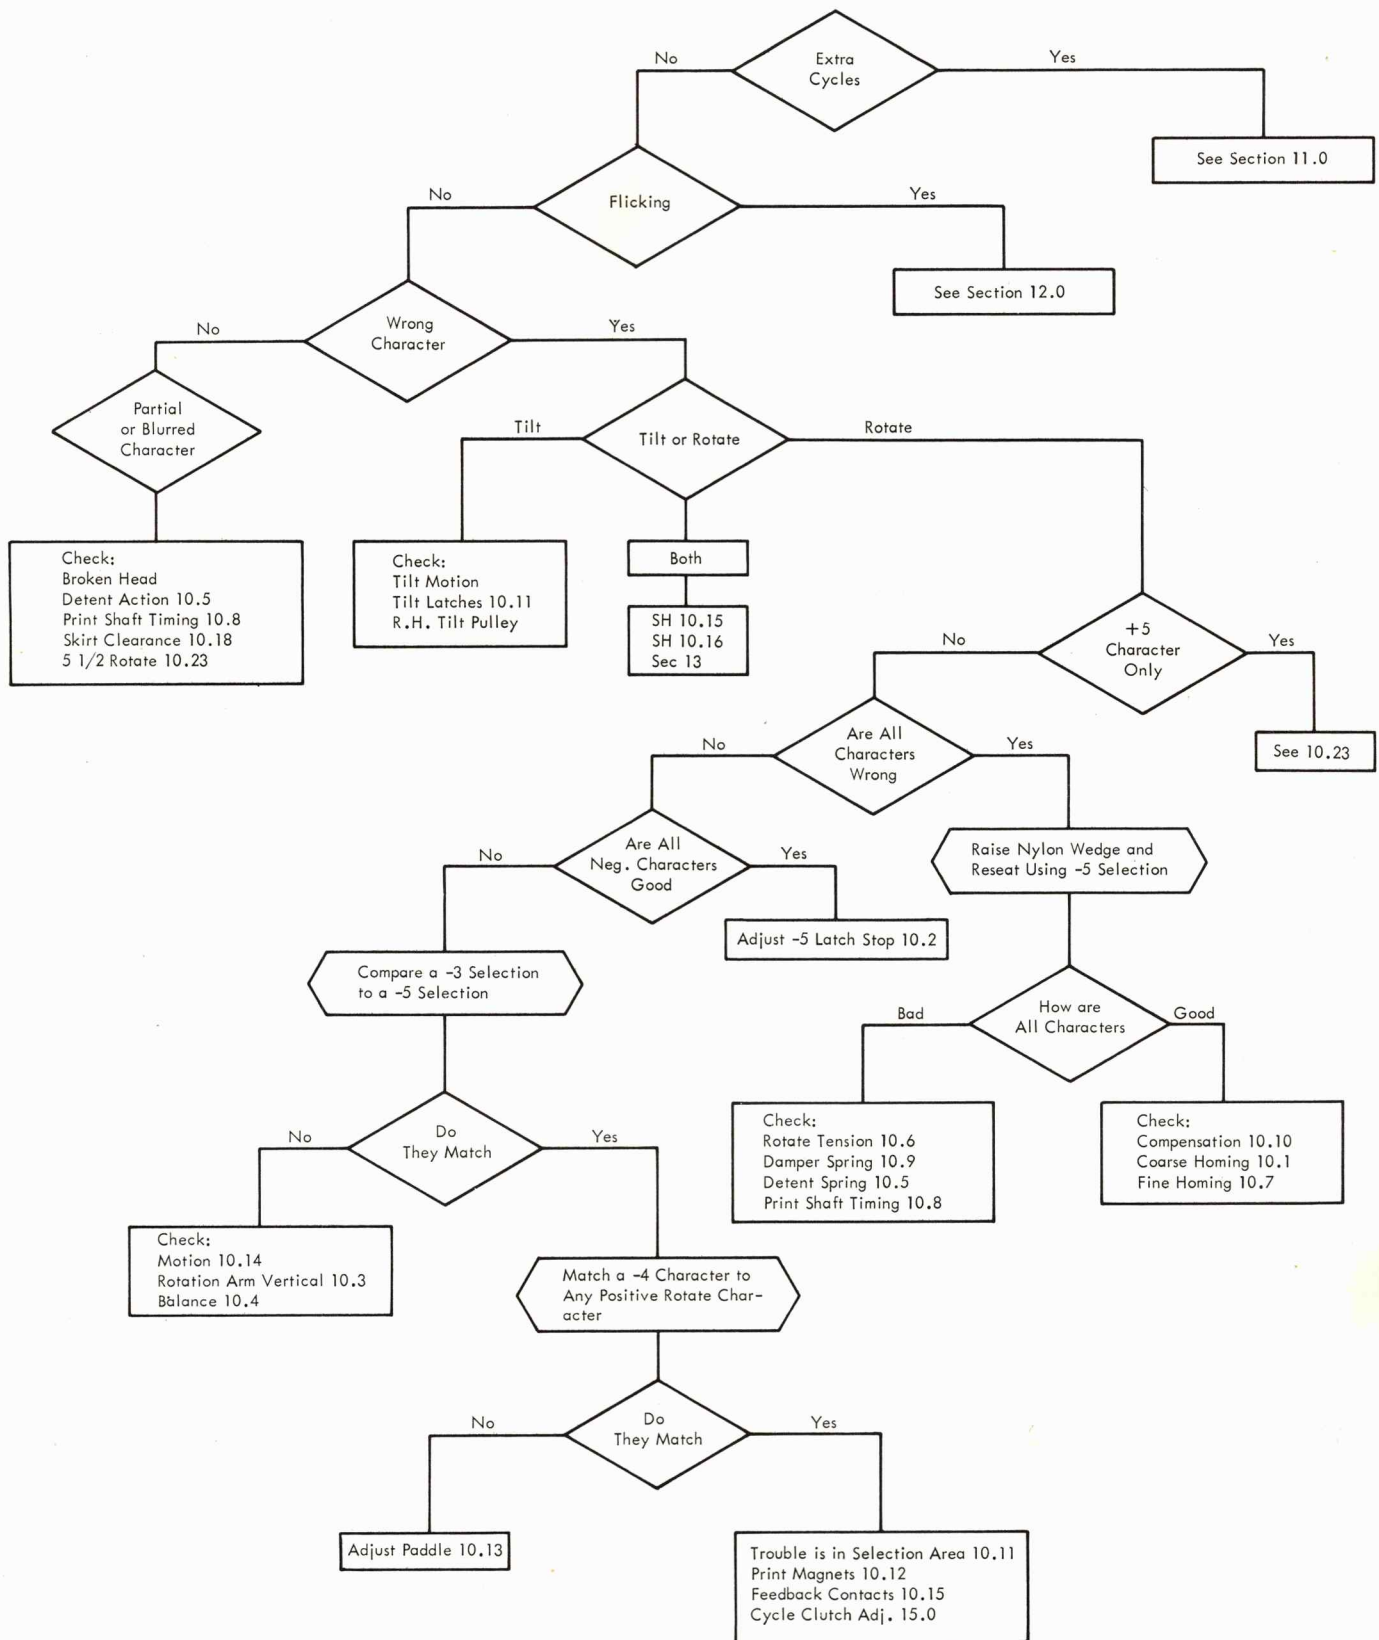 Extra
Cycles
No
Yes
See Section 11.0
Flicking
No
Yes
See Section 12.0
Wrong
Character
No
Yes
Partial
or Blurred
Character
Tilt or Rotate
Tilt
Rotate
Check:
Broken Head
Detent Action 10.5
Print Shaft Timing 10.8
Skirt Clearance 10.18
5 1/2 Rotate 10.23
Check:
Tilt Motion
Tilt Latches 10.11
R.H. Tilt Pulley
Both
SH 10.15
SH 10.16
Sec 13
+5
Character
Only
No
Yes
See 10.23
Are All
Characters
Wrong
No
Yes
Are All
Neg. Characters
Good
No
Yes
Raise Nylon Wedge and
Reseat Using -5 Selection
Adjust -5 Latch Stop 10.2
Compare a -3 Selection
to a -5 Selection
How are
All Characters
Bad
Good
Check:
Rotate Tension 10.6
Damper Spring 10.9
Detent Spring 10.5
Print Shaft Timing 10.8
Check:
Compensation 10.10
Coarse Homing 10.1
Fine Homing 10.7
Do
They Match
No
Yes
Check:
Motion 10.14
Rotation Arm Vertical 10.3
Balance 10.4
Match a -4 Character to
Any Positive Rotate Char-
acter
Do
They Match
No
Yes
Adjust Paddle 10.13
Trouble is in Selection Area 10.11
Print Magnets 10.12
Feedback Contacts 10.15
Cycle Clutch Adj. 15.0